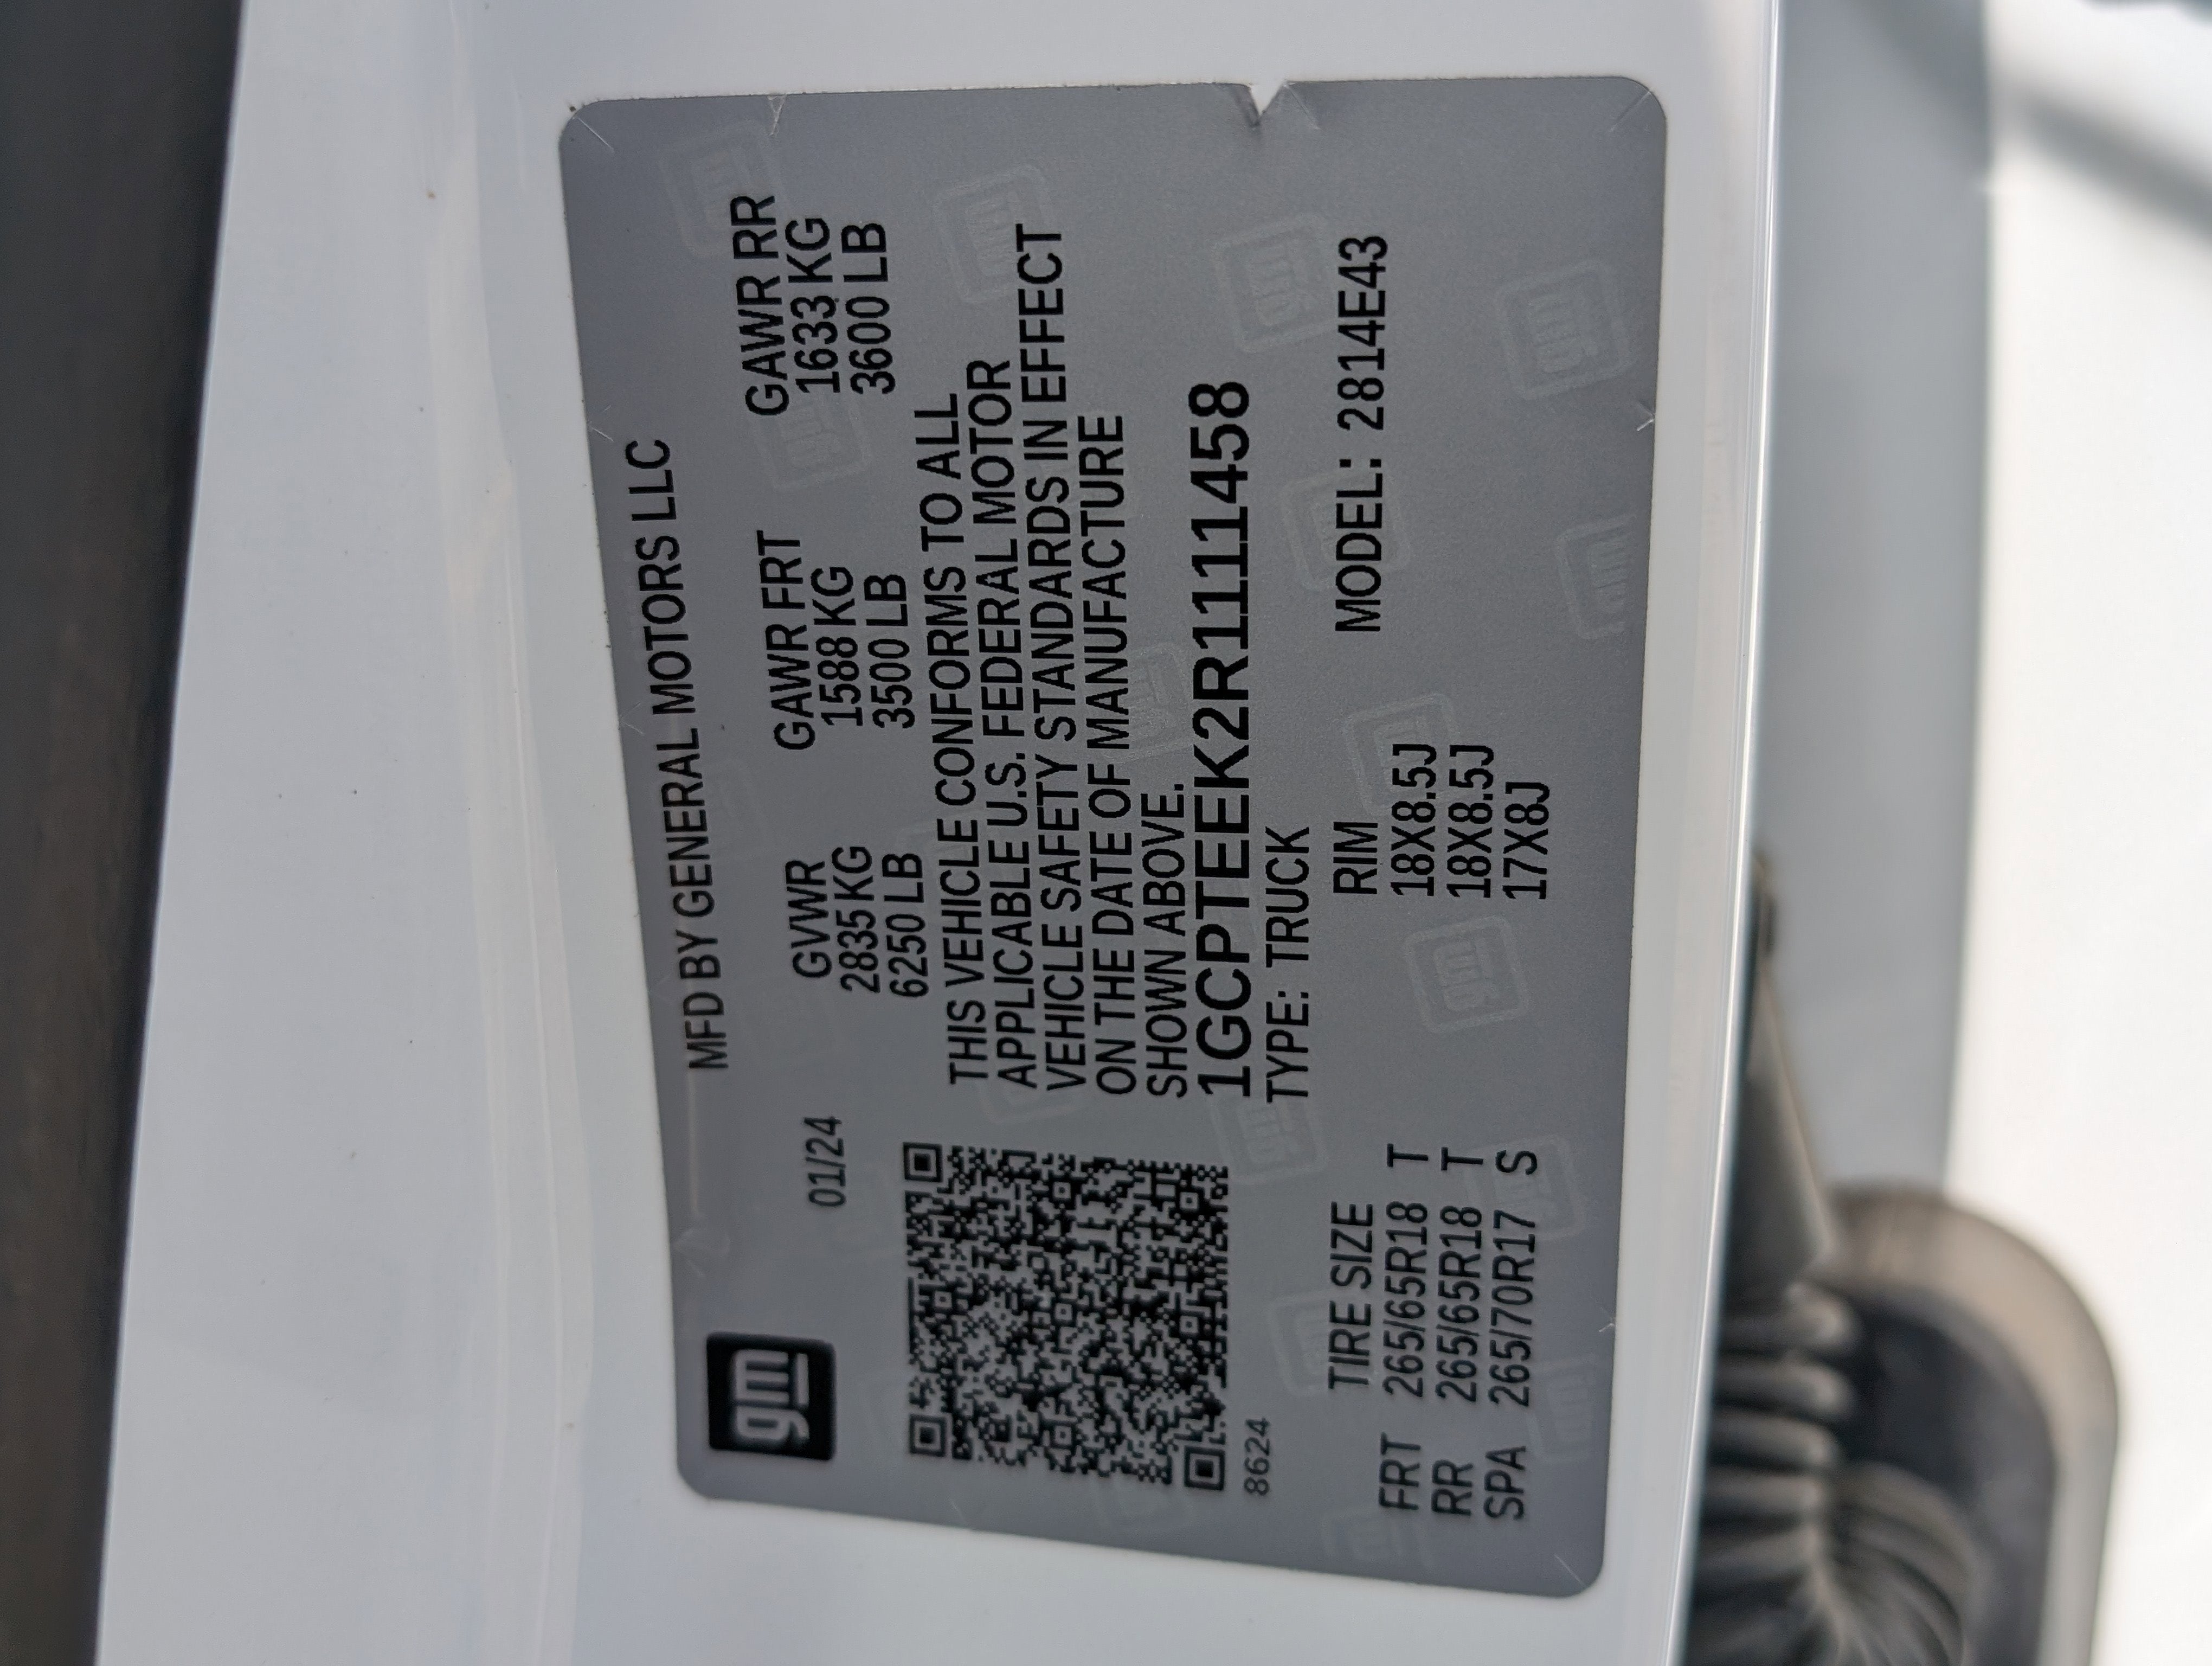 gm
MFD BY GENERAL MOTORS LLC
01/24
GVWR GAWR FRT GAWR RR
2835 KG 1588 KG 1633 KG
6250 LB 3500 LB 3600 LB
THIS VEHICLE CONFORMS TO ALL
APPLICABLE U.S. FEDERAL MOTOR
VEHICLE SAFETY STANDARDS IN EFFECT
ON THE DATE OF MANUFACTURE
SHOWN ABOVE.
1GCPTEEK2R1111458
8624
TYPE: TRUCK
TIRE SIZE RIM MODEL: 2814E43
FRT 265/65R18 T 18X8.5J
RR 265/65R18 T 18X8.5J
SPA 265/70R17 S 17X8J